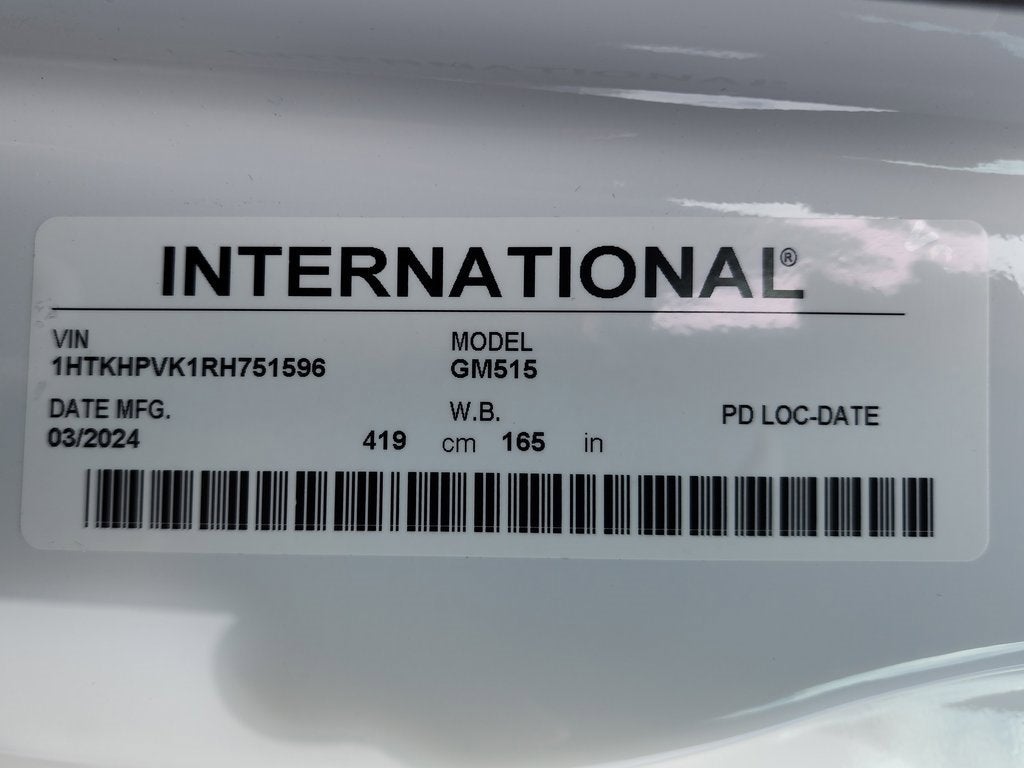 INTERNATIONAL®
VIN MODEL
1HTKHPVK1RH751596 GM515
DATE MFG. W.B. PD LOC-DATE
03/2024 419 cm 165 in